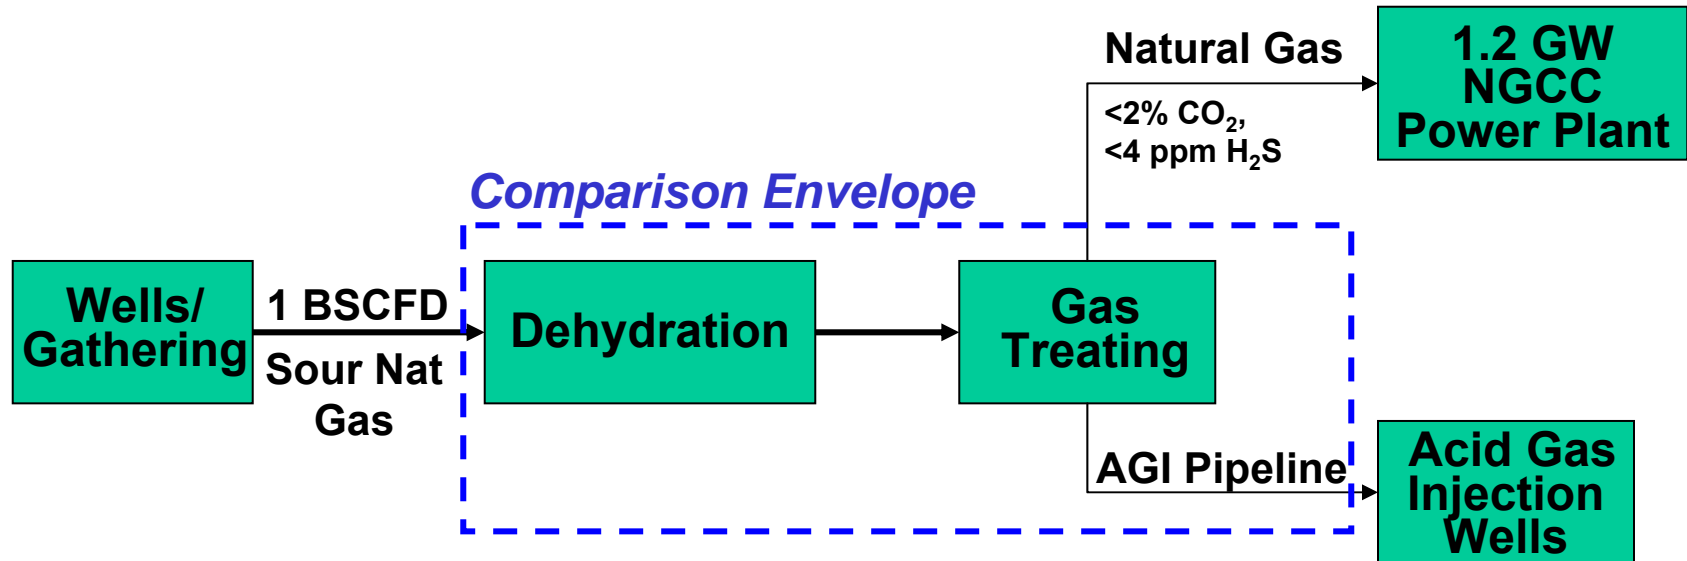 Natural Gas
<2% CO₂,
<4 ppm H₂S
1.2 GW
NGCC
Power Plant
Comparison Envelope
Wells/
Gathering
1 BSCFD
Sour Nat
Gas
Dehydration
Gas
Treating
AGI Pipeline
Acid Gas
Injection
Wells